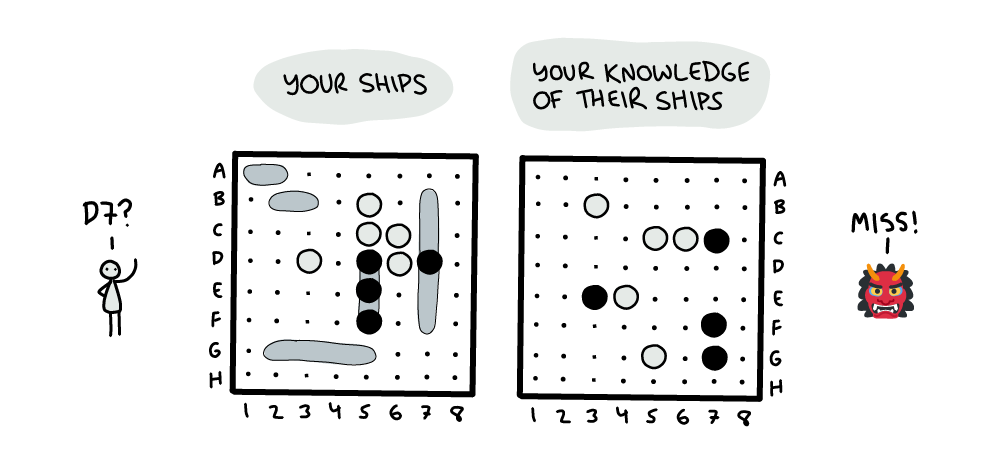 YOUR SHIPS
YOUR KNOWLEDGE
OF THEIR SHIPS
D7?
MISS!
A
B
C
D
E
F
G
H
1 2 3 4 5 6 7 8
A
B
C
D
E
F
G
H
1 2 3 4 5 6 7 8